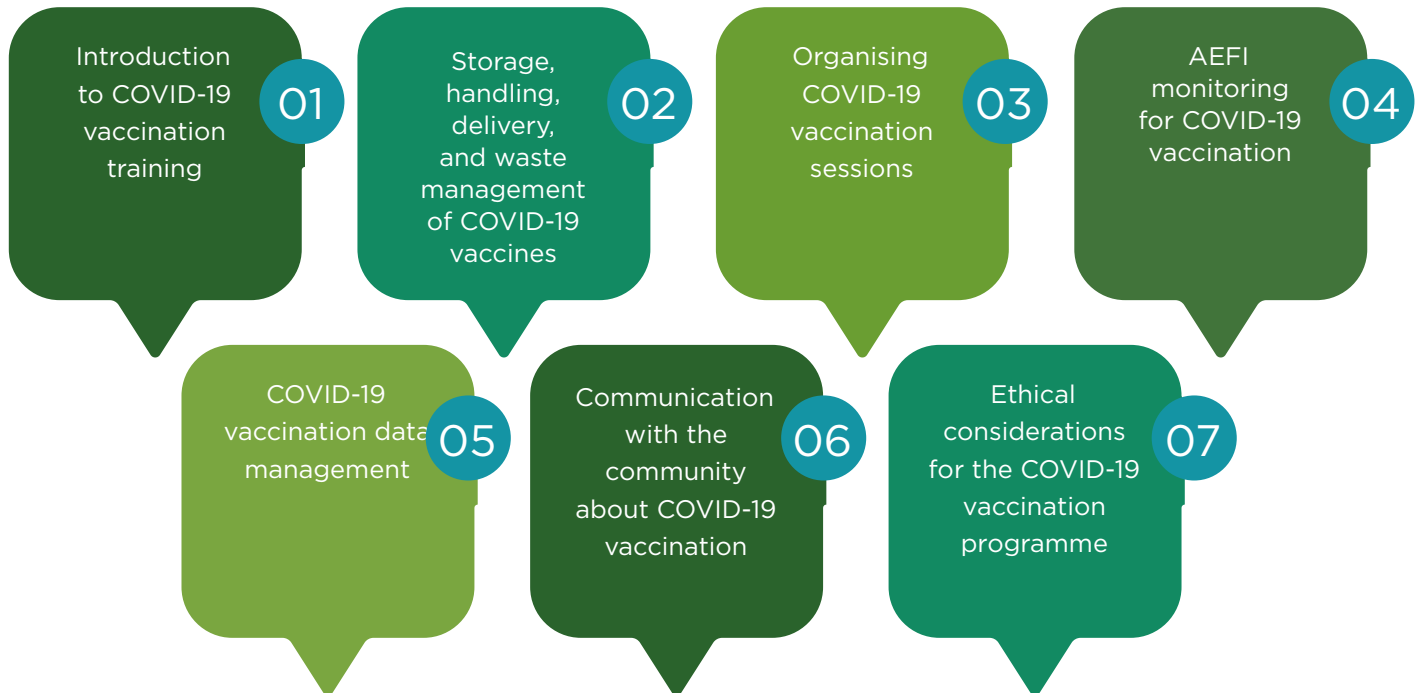 Introduction
to COVID-19
vaccination
training
01
Storage,
handling,
delivery,
and waste
management
of COVID-19
vaccines
02
Organising
COVID-19
vaccination
sessions
03
AEFI
monitoring
for COVID-19
vaccination
04
COVID-19
vaccination data
management
05
Communication
with the
community
about COVID-19
vaccination
06
Ethical
considerations
for the COVID-19
vaccination
programme
07